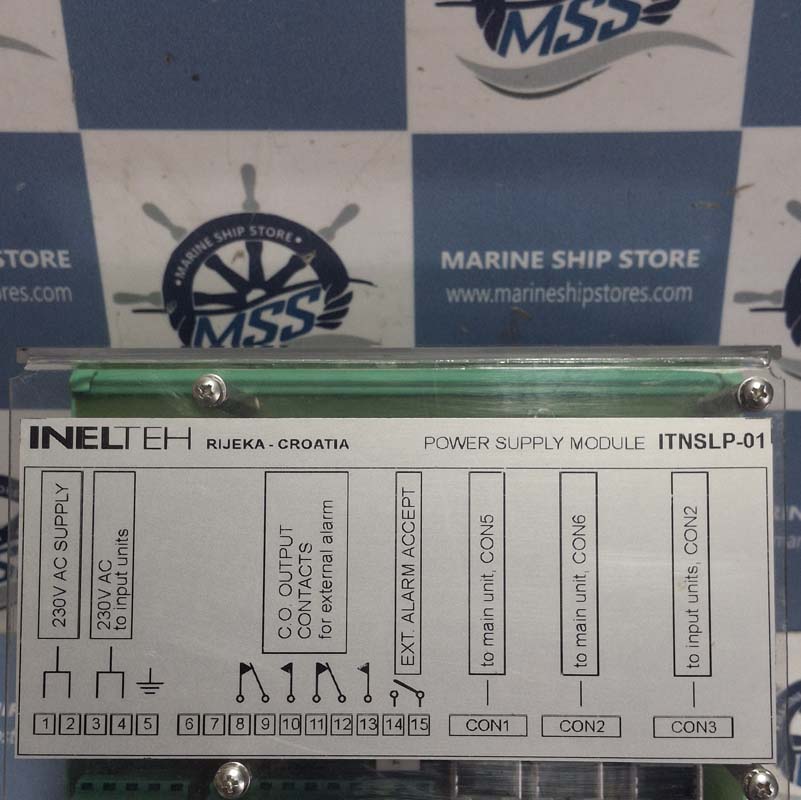 MSS
MARINE SHIP STORE
MSS
STORE
res.com
MARINE SHIP STORE
www.marineshipstores.com
INELTEH RIJEKA - CROATIA POWER SUPPLY MODULE ITNSLP-01
230V AC SUPPLY
230V AC
to input units
C.O. OUTPUT
CONTACTS
for external alarm
EXT. ALARM ACCEPT
to main unit, CON5
to main unit, CON6
to input units, CON2
1 2 3 4 5 6 7 8 9 10 11 12 13 14 15 CON1 CON2 CON3